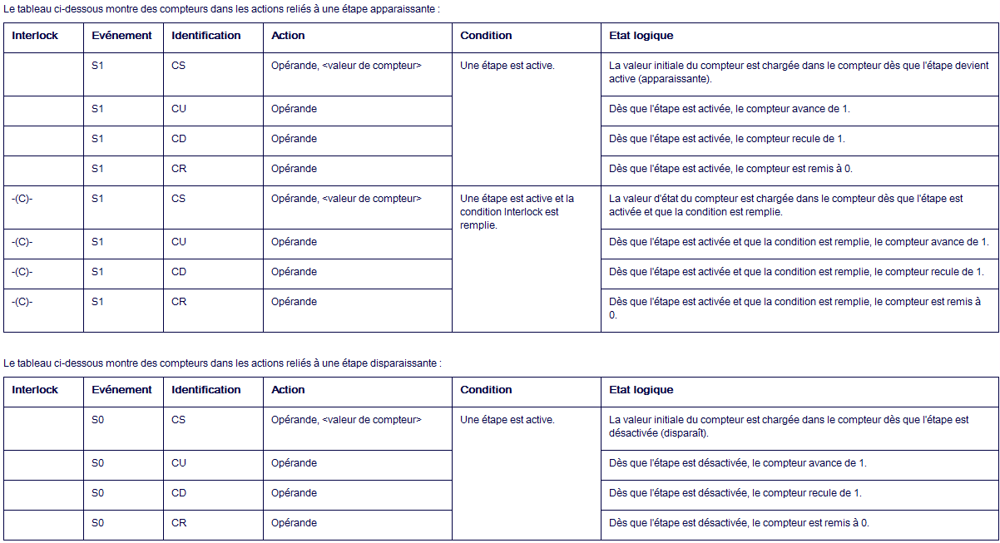 Le tableau ci-dessous montre des compteurs dans les actions reliés à une étape apparaissante :
Interlock Evénement Identification Action Condition Etat logique
S1 CS Opérande, <valeur de compteur> Une étape est active. La valeur initiale du compteur est chargée dans le compteur dès que l'étape devient
active (apparaissante).
S1 CU Opérande Dès que l'étape est activée, le compteur avance de 1.
S1 CD Opérande Dès que l'étape est activée, le compteur recule de 1.
S1 CR Opérande Dès que l'étape est activée, le compteur est remis à 0.
-(C)- S1 CS Opérande, <valeur de compteur> Une étape est active et la La valeur d'état du compteur est chargée dans le compteur dès que l'étape est
condition Interlock est activée et que la condition est remplie.
remplie.
-(C)- S1 CU Opérande Dès que l'étape est activée et que la condition est remplie, le compteur avance de 1.
-(C)- S1 CD Opérande Dès que l'étape est activée et que la condition est remplie, le compteur recule de 1.
-(C)- S1 CR Opérande Dès que l'étape est activée et que la condition est remplie, le compteur est remis à
0.
Le tableau ci-dessous montre des compteurs dans les actions reliés à une étape disparaissante :
Interlock Evénement Identification Action Condition Etat logique
S0 CS Opérande, <valeur de compteur> Une étape est active. La valeur initiale du compteur est chargée dans le compteur dès que l'étape est
désactivée (disparaît).
S0 CU Opérande Dès que l'étape est désactivée, le compteur avance de 1.
S0 CD Opérande Dès que l'étape est désactivée, le compteur recule de 1.
S0 CR Opérande Dès que l'étape est désactivée, le compteur est remis à 0.